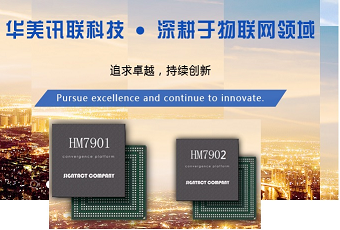 华美讯联科技 • 深耕于物联网领域
追求卓越，持续创新
Pursue excellence and continue to innovate.
HM7901
convergence platform
SIGNTACT COMPANY
HM7902
convergence platform
SIGNTACT COMPANY